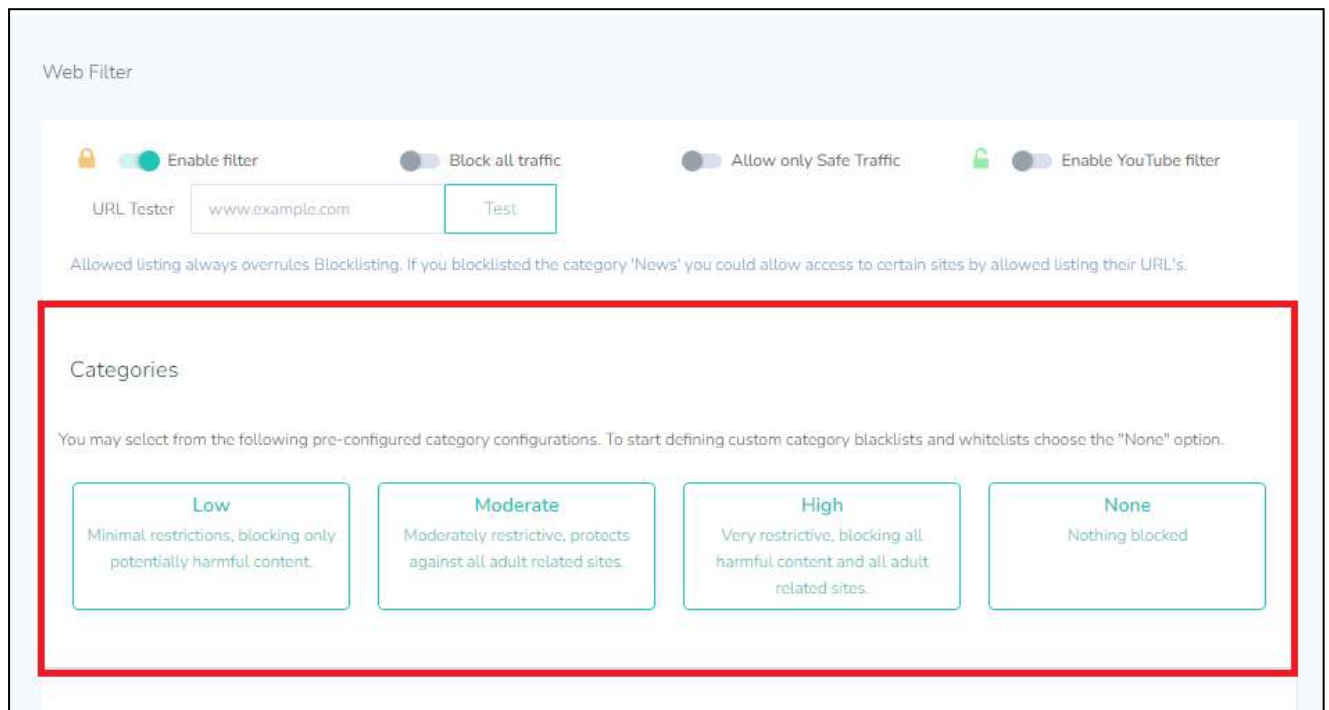 Web Filter
Enable filter
Block all traffic
Allow only Safe Traffic
Enable YouTube filter
URL Tester
www.example.com
Test
Allowed listing always overrules Blocklisting. If you blocklisted the category 'News' you could allow access to certain sites by allowed listing their URL's.
Categories
You may select from the following pre-configured category configurations. To start defining custom category blacklists and whitelists choose the "None" option.
Low
Minimal restrictions, blocking only
potentially harmful content.
Moderate
Moderately restrictive, protects
against all adult related sites.
High
Very restrictive, blocking all
harmful content and all adult
related sites.
None
Nothing blocked